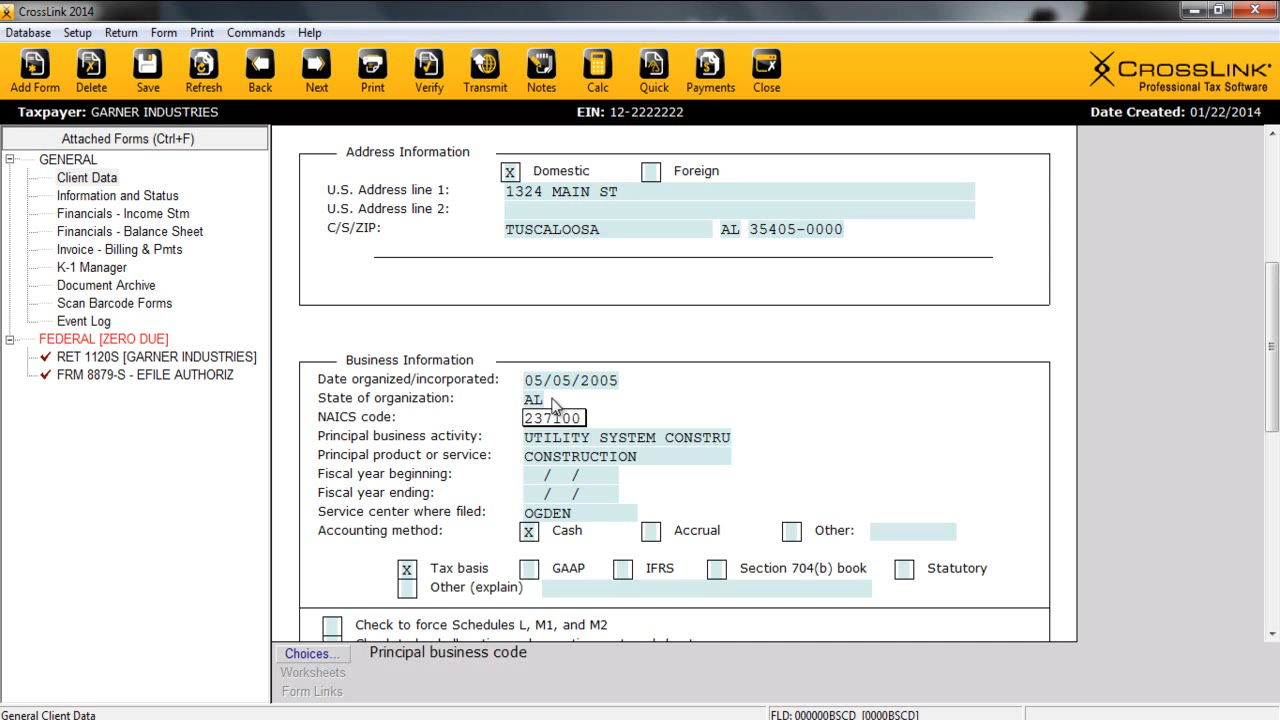 CrossLink 2014
Database Setup Return Form Print Commands Help
Add Form Delete Save Refresh Back Next Print Verify Transmit Notes Calc Quick Payments Close
CROSSLINK
Professional Tax Software
Taxpayer: GARNER INDUSTRIES EIN: 12-2222222 Date Created: 01/22/2014
Attached Forms (Ctrl+F)
GENERAL
Client Data
Information and Status
Financials - Income Stm
Financials - Balance Sheet
Invoice - Billing & Pmts
K-1 Manager
Document Archive
Scan Barcode Forms
Event Log
FEDERAL [ZERO DUE]
RET 1120S [GARNER INDUSTRIES]
FRM 8879-S - EFILE AUTHORIZ
Address Information
X Domestic Foreign
U.S. Address line 1: 1324 MAIN ST
U.S. Address line 2:
C/S/ZIP: TUSCALOOSA AL 35405-0000
Business Information
Date organized/incorporated: 05/05/2005
State of organization: AL
NAICS code: 237100
Principal business activity: UTILITY SYSTEM CONSTRU
Principal product or service: CONSTRUCTION
Fiscal year beginning: / /
Fiscal year ending: / /
Service center where filed: OGDEN
Accounting method: X Cash Accrual Other:
X Tax basis GAAP IFRS Section 704(b) book Statutory
Other (explain)
Check to force Schedules L, M1, and M2
Choices... Principal business code
Worksheets
Form Links
General Client Data FLD: 000000BSCD [0000BSCD]